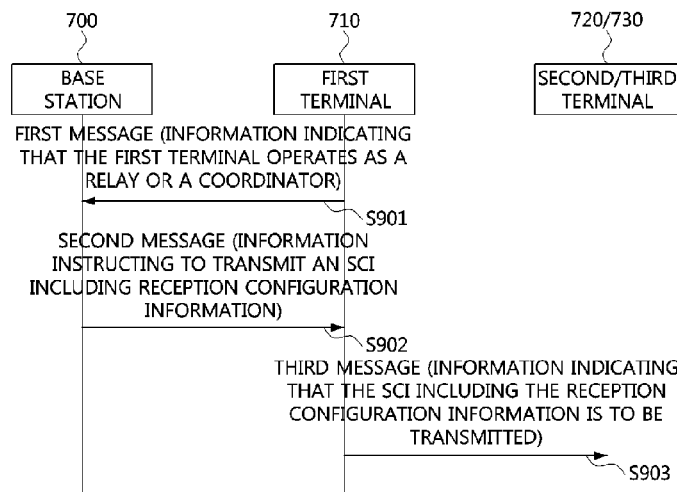 700
710
720/730
BASE
STATION
FIRST
TERMINAL
SECOND/THIRD
TERMINAL
FIRST MESSAGE (INFORMATION INDICATING
THAT THE FIRST TERMINAL OPERATES AS A
RELAY OR A COORDINATOR)
S901
SECOND MESSAGE (INFORMATION
INSTRUCTING TO TRANSMIT AN SCI
INCLUDING RECEPTION CONFIGURATION
INFORMATION)
S902
THIRD MESSAGE (INFORMATION INDICATING
THAT THE SCI INCLUDING THE RECEPTION
CONFIGURATION INFORMATION IS TO BE
TRANSMITTED)
S903